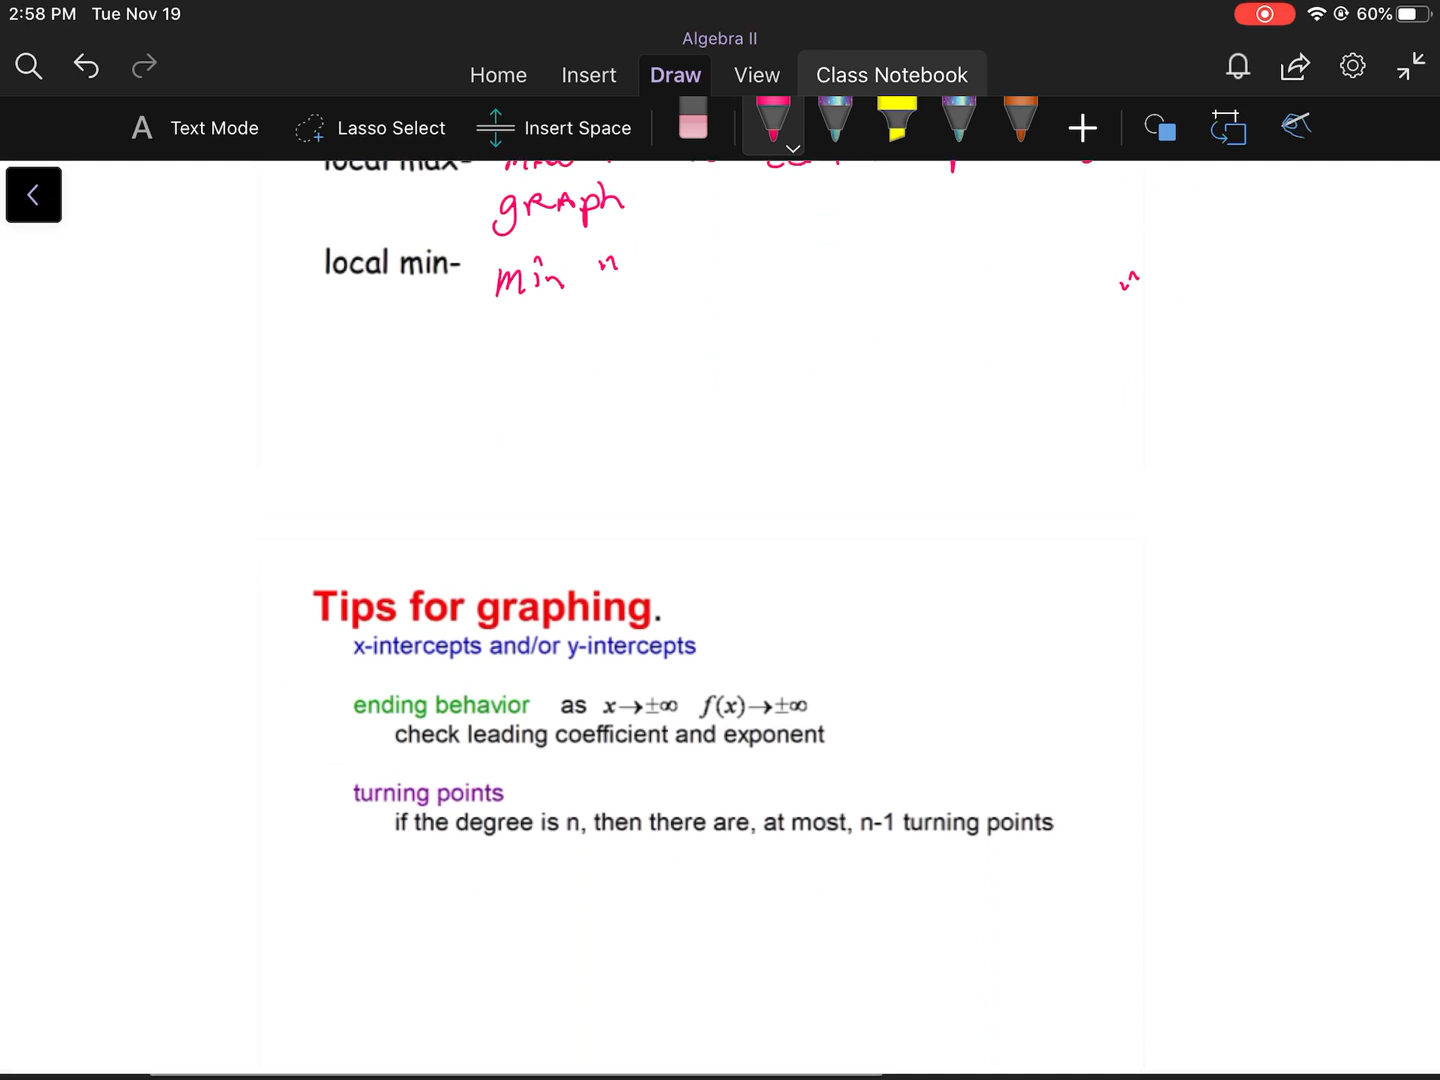 2:58 PM Tue Nov 19
60%
Algebra II
Home Insert Draw View Class Notebook
Text Mode Lasso Select Insert Space
local max-
graph
local min- min "
"
Tips for graphing.
x-intercepts and/or y-intercepts
ending behavior as x→±∞ f(x)→±∞
check leading coefficient and exponent
turning points
if the degree is n, then there are, at most, n-1 turning points